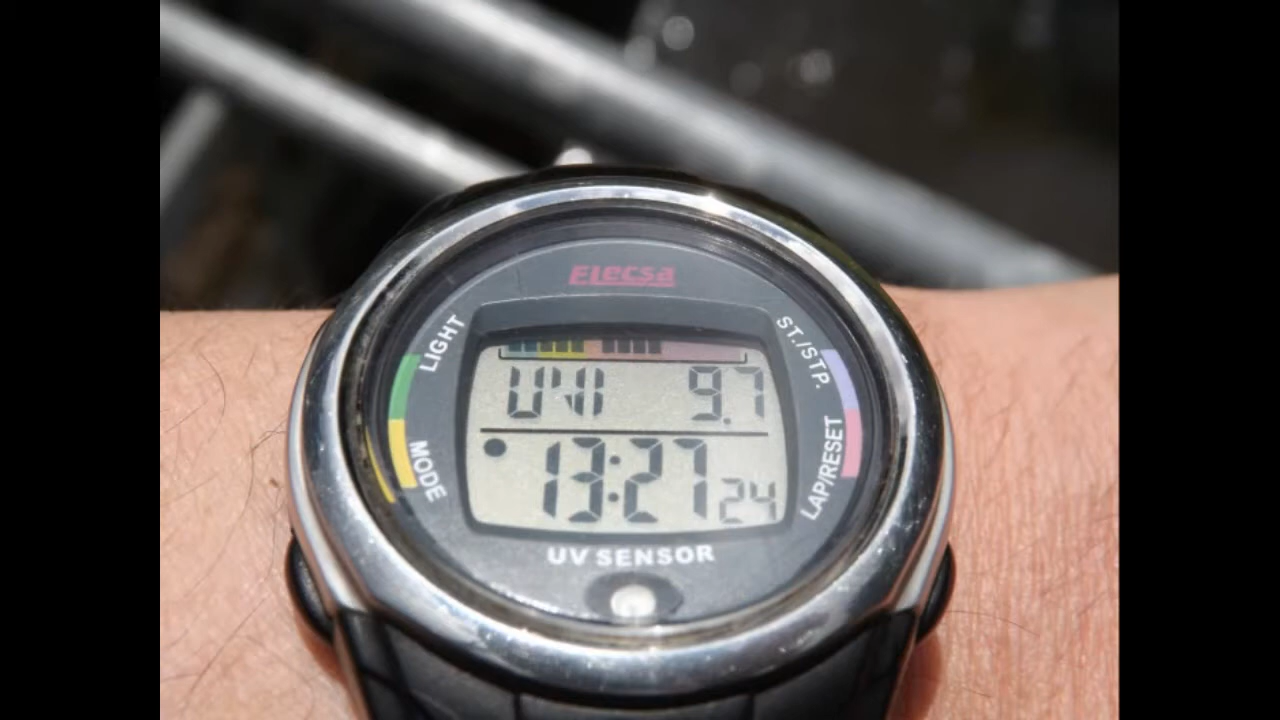 Elecsa
LIGHT
ST./STP.
UVI 9.7
MODE
LAP/RESET
13:27 24
UV SENSOR